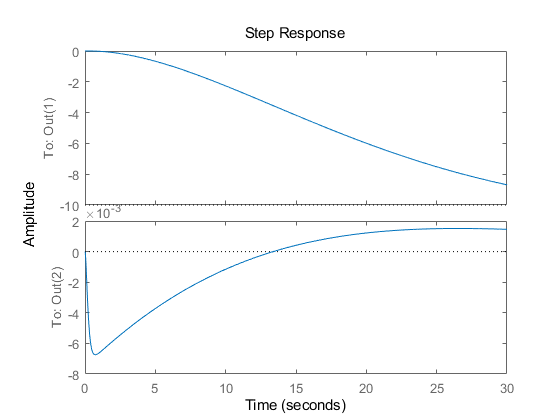 Step Response
0
-2
-4
-6
-8
-10
To: Out(1)
Amplitude
×10-3
2
0
-2
-4
-6
-8
To: Out(2)
0 5 10 15 20 25 30
Time (seconds)